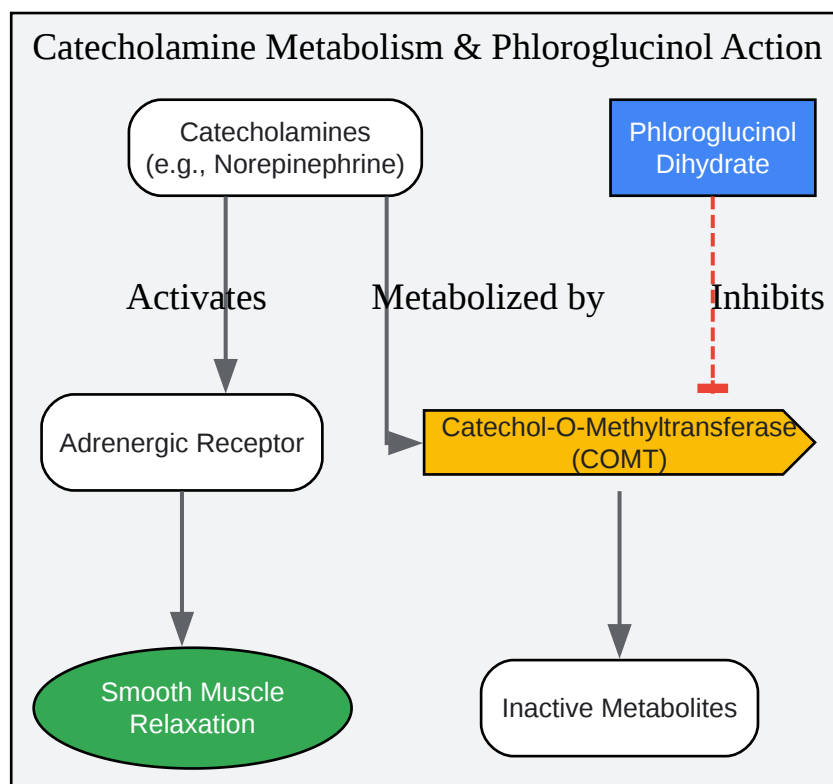 Catecholamine Metabolism & Phloroglucinol Action
Catecholamines
(e.g., Norepinephrine)
Phloroglucinol
Dihydrate
Activates
Metabolized by
Inhibits
Adrenergic Receptor
Catechol-O-Methyltransferase
(COMT)
Smooth Muscle
Relaxation
Inactive Metabolites